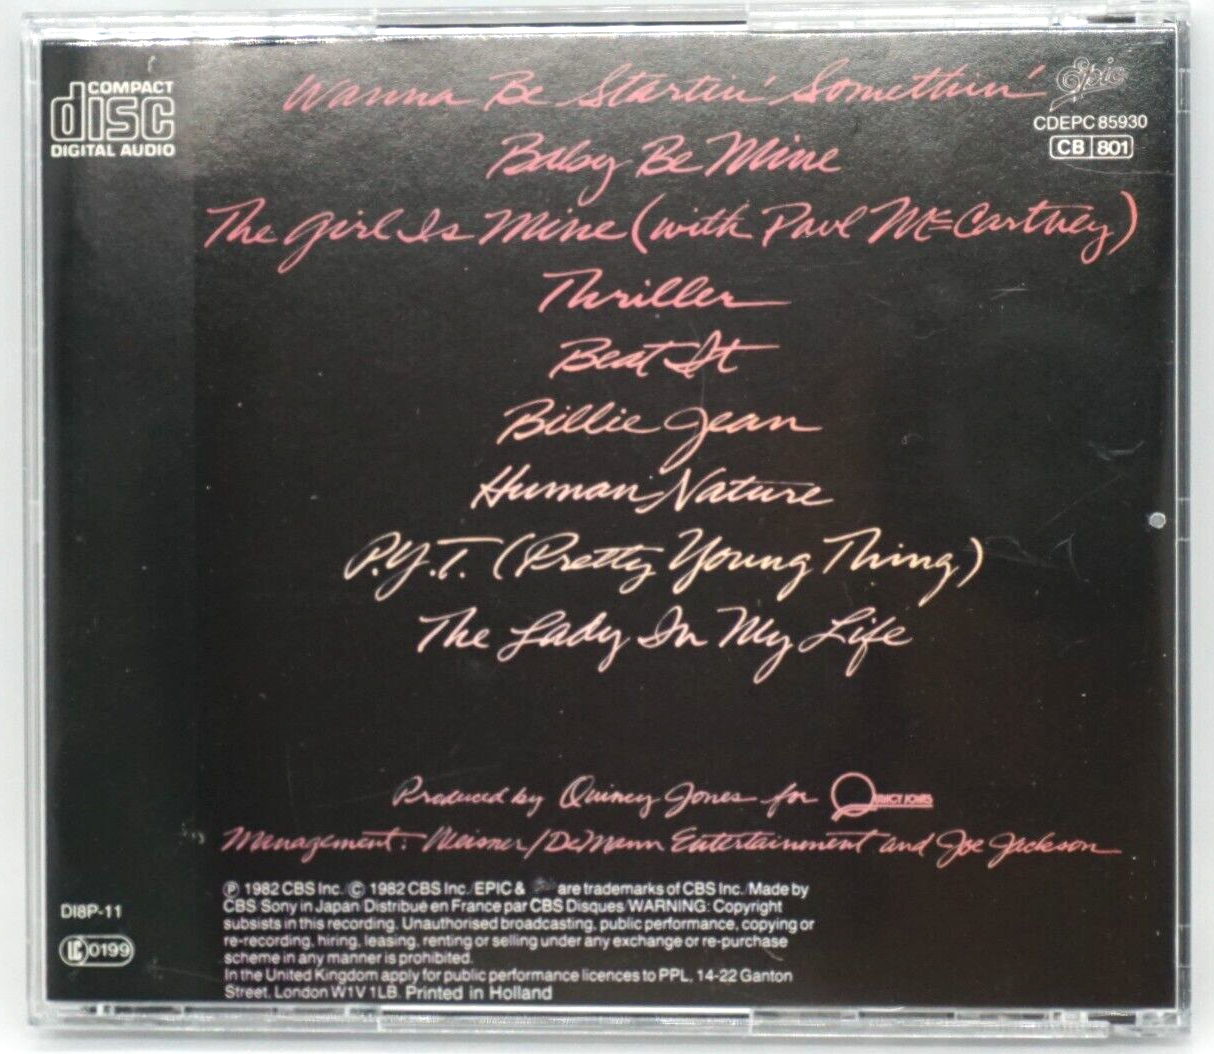 COMPACT
disc
DIGITAL AUDIO
Epic
CDEPC 85930
CB 801
Wanna Be Startin' Somethin'
Baby Be Mine
The Girl Is Mine (with Paul McCartney)
Thriller
Beat It
Billie Jean
Human Nature
P.Y.T. (Pretty Young Thing)
The Lady In My Life
Produced by Quincy Jones for QUINCY JONES
Management: Weisner/DeMann Entertainment and Joe Jackson
℗ 1982 CBS Inc. © 1982 CBS Inc./EPIC & are trademarks of CBS Inc./Made by
CBS Sony in Japan/Distribué en France par CBS Disques/WARNING: Copyright
subsists in this recording. Unauthorised broadcasting, public performance, copying or
re-recording, hiring, leasing, renting or selling under any exchange or re-purchase
scheme in any manner is prohibited.
In the United Kingdom apply for public performance licences to PPL, 14-22 Ganton
Street, London W1V 1LB. Printed in Holland
DI8P-11
LC 0199